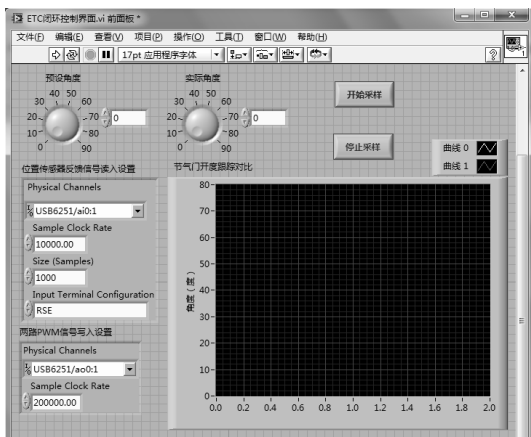 ETC闭环控制界面.vi 前面板 *
文件(F) 编辑(E) 查看(V) 项目(P) 操作(O) 工具(T) 窗口(W) 帮助(H)
17pt 应用程序字体
预设角度
0 10 20 30 40 50 60 70 80 90
0
实际角度
0 10 20 30 40 50 60 70 80 90
0
开始采样
停止采样
位置传感器反馈信号读入设置
Physical Channels
USB6251/ai0:1
Sample Clock Rate
10000.00
Size (Samples)
1000
Input Terminal Configuration
RSE
两路PWM信号写入设置
Physical Channels
USB6251/ao0:1
Sample Clock Rate
200000.00
节气门开度跟踪对比
曲线 0
曲线 1
角度 (度)
80
70
60
50
40
30
20
10
0
0.0 0.2 0.4 0.6 0.8 1.0 1.2 1.4 1.6 1.8 2.0